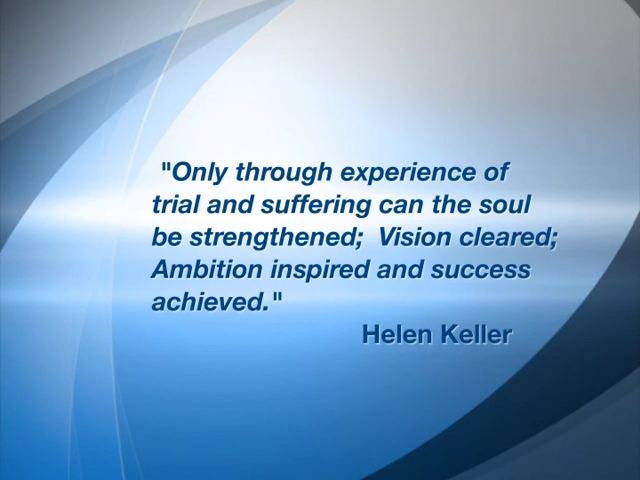 "Only through experience of
trial and suffering can the soul
be strengthened;  Vision cleared;
Ambition inspired and success
achieved."
Helen Keller